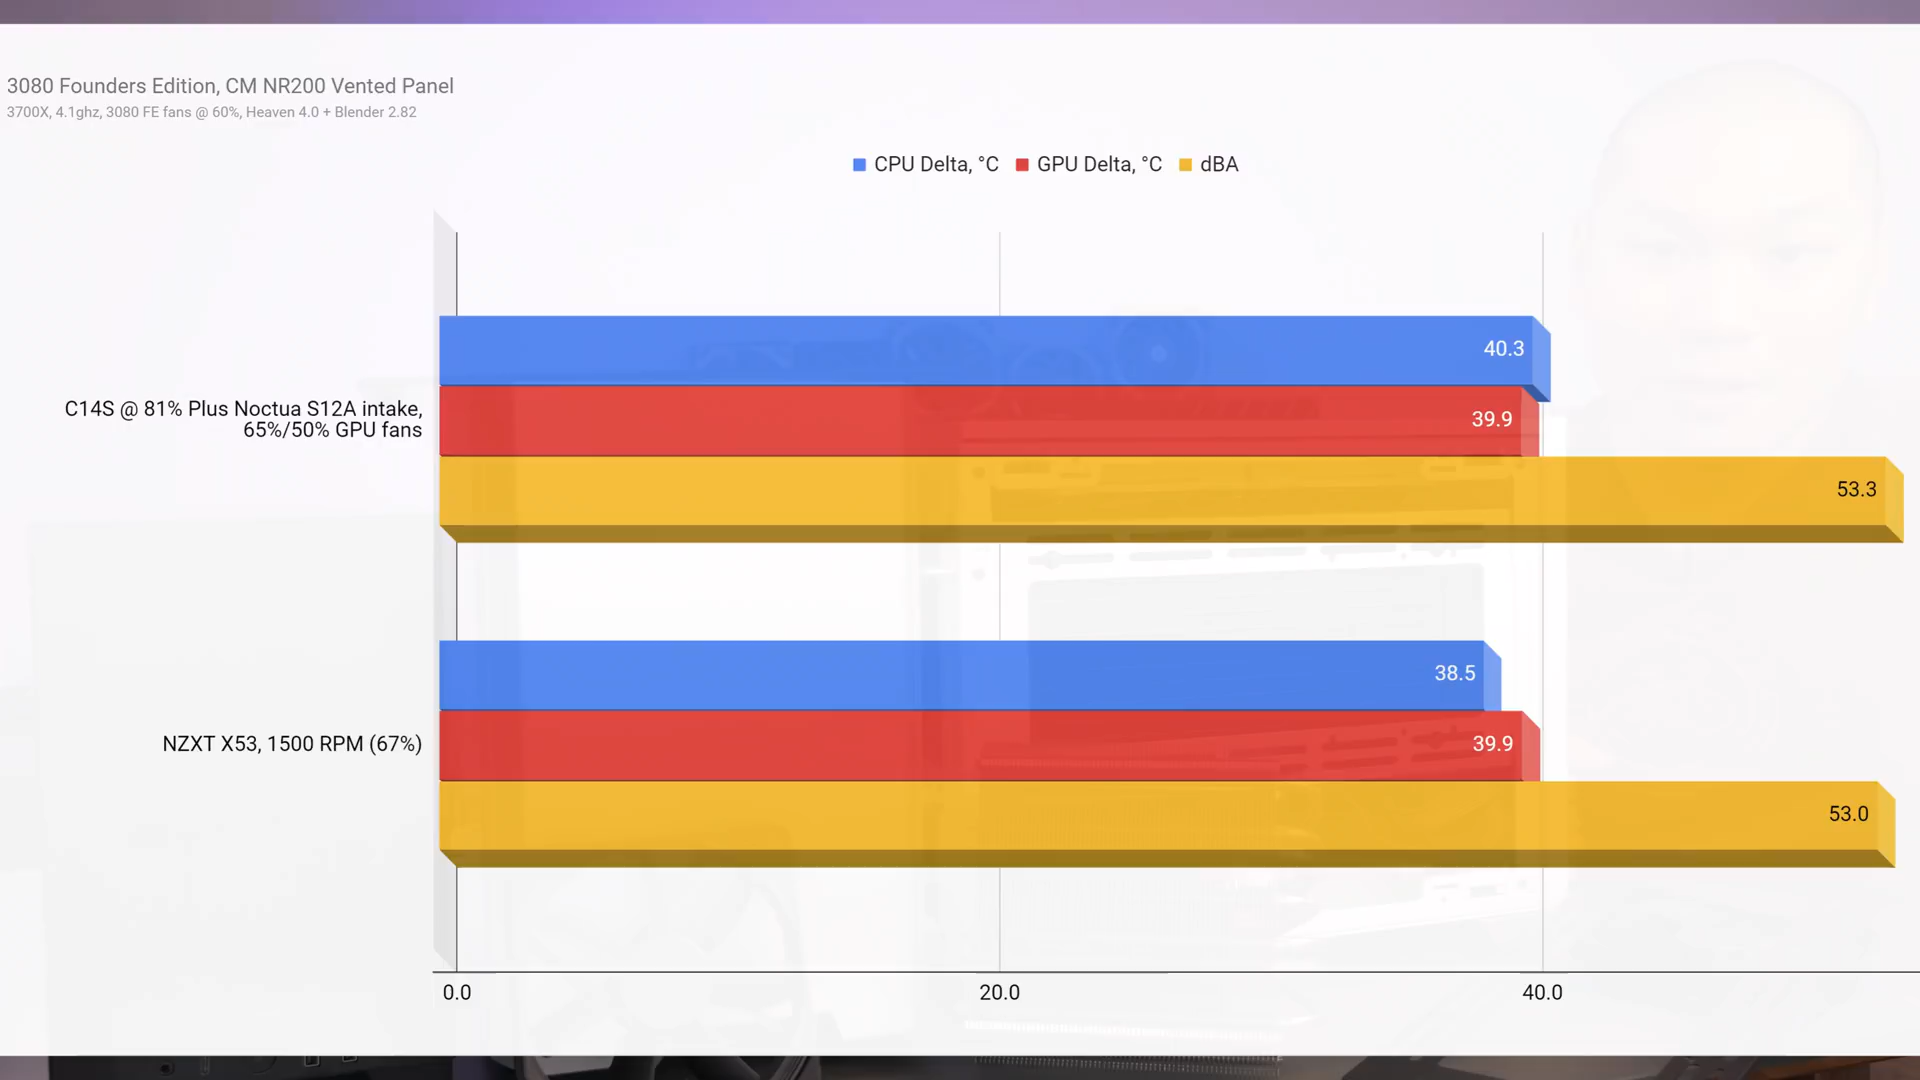 3080 Founders Edition, CM NR200 Vented Panel
3700X, 4.1ghz, 3080 FE fans @ 60%, Heaven 4.0 + Blender 2.82
CPU Delta, °C GPU Delta, °C dBA
40.3
C14S @ 81% Plus Noctua S12A intake,
65%/50% GPU fans
39.9
53.3
38.5
NZXT X53, 1500 RPM (67%)
39.9
53.0
0.0 20.0 40.0